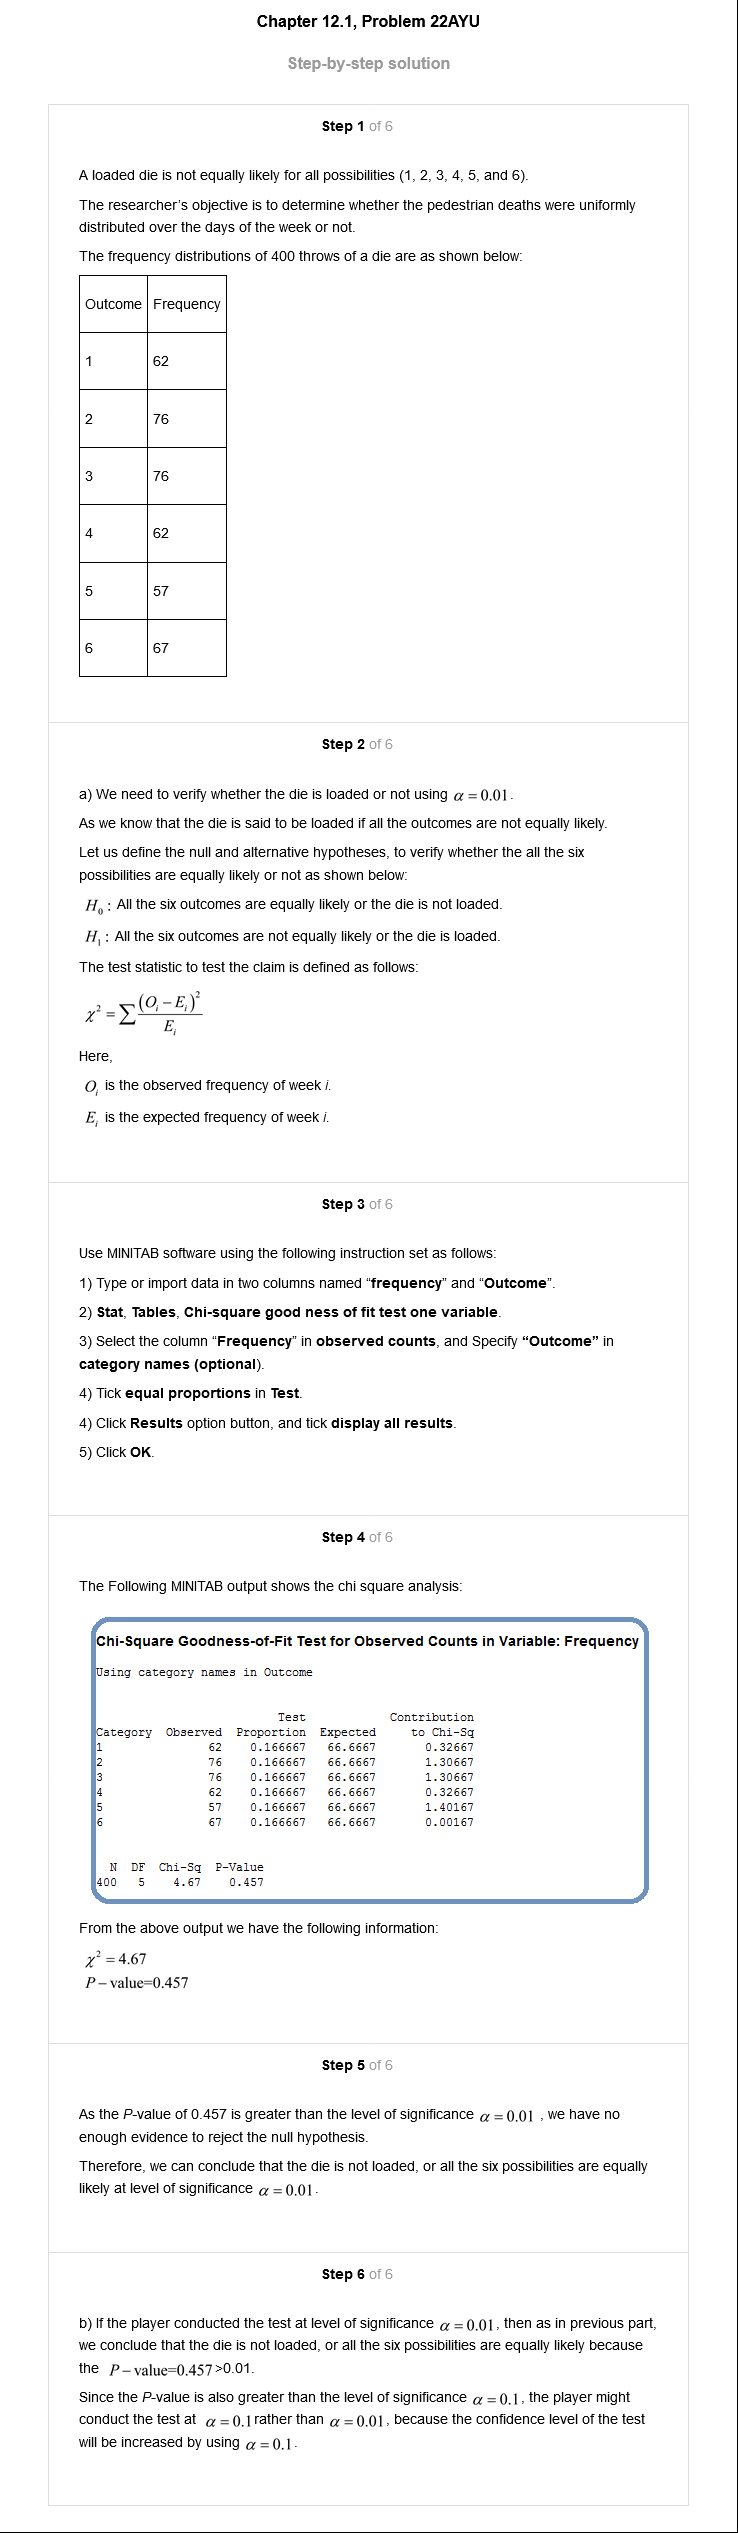 Chapter 12.1, Problem 22AYU
Step-by-step solution
Step 1 of 6
A loaded die is not equally likely for all possibilities (1, 2, 3, 4, 5, and 6).
The researcher's objective is to determine whether the pedestrian deaths were uniformly
distributed over the days of the week or not.
The frequency distributions of 400 throws of a die are as shown below:
Outcome Frequency
1 62
2 76
3 76
4 62
5 57
6 67
Step 2 of 6
a) We need to verify whether the die is loaded or not using α = 0.01.
As we know that the die is said to be loaded if all the outcomes are not equally likely.
Let us define the null and alternative hypotheses, to verify whether the all the six
possibilities are equally likely or not as shown below:
H₀ : All the six outcomes are equally likely or the die is not loaded.
H₁ : All the six outcomes are not equally likely or the die is loaded.
The test statistic to test the claim is defined as follows:
χ² = ∑ (Oᵢ − Eᵢ)² / Eᵢ
Here,
Oᵢ is the observed frequency of week i.
Eᵢ is the expected frequency of week i.
Step 3 of 6
Use MINITAB software using the following instruction set as follows:
1) Type or import data in two columns named “frequency” and “Outcome”.
2) Stat, Tables, Chi-square good ness of fit test one variable.
3) Select the column “Frequency” in observed counts, and Specify “Outcome” in
category names (optional).
4) Tick equal proportions in Test.
4) Click Results option button, and tick display all results.
5) Click OK.
Step 4 of 6
The Following MINITAB output shows the chi square analysis:
Chi-Square Goodness-of-Fit Test for Observed Counts in Variable: Frequency
Using category names in Outcome
Test Contribution
Category Observed Proportion Expected to Chi-Sq
1 62 0.166667 66.6667 0.32667
2 76 0.166667 66.6667 1.30667
3 76 0.166667 66.6667 1.30667
4 62 0.166667 66.6667 0.32667
5 57 0.166667 66.6667 1.40167
6 67 0.166667 66.6667 0.00167
N DF Chi-Sq P-Value
400 5 4.67 0.457
From the above output we have the following information:
χ² = 4.67
P − value=0.457
Step 5 of 6
As the P-value of 0.457 is greater than the level of significance α = 0.01 , we have no
enough evidence to reject the null hypothesis.
Therefore, we can conclude that the die is not loaded, or all the six possibilities are equally
likely at level of significance α = 0.01.
Step 6 of 6
b) If the player conducted the test at level of significance α = 0.01, then as in previous part,
we conclude that the die is not loaded, or all the six possibilities are equally likely because
the P − value=0.457 >0.01.
Since the P-value is also greater than the level of significance α = 0.1, the player might
conduct the test at α = 0.1 rather than α = 0.01, because the confidence level of the test
will be increased by using α = 0.1.